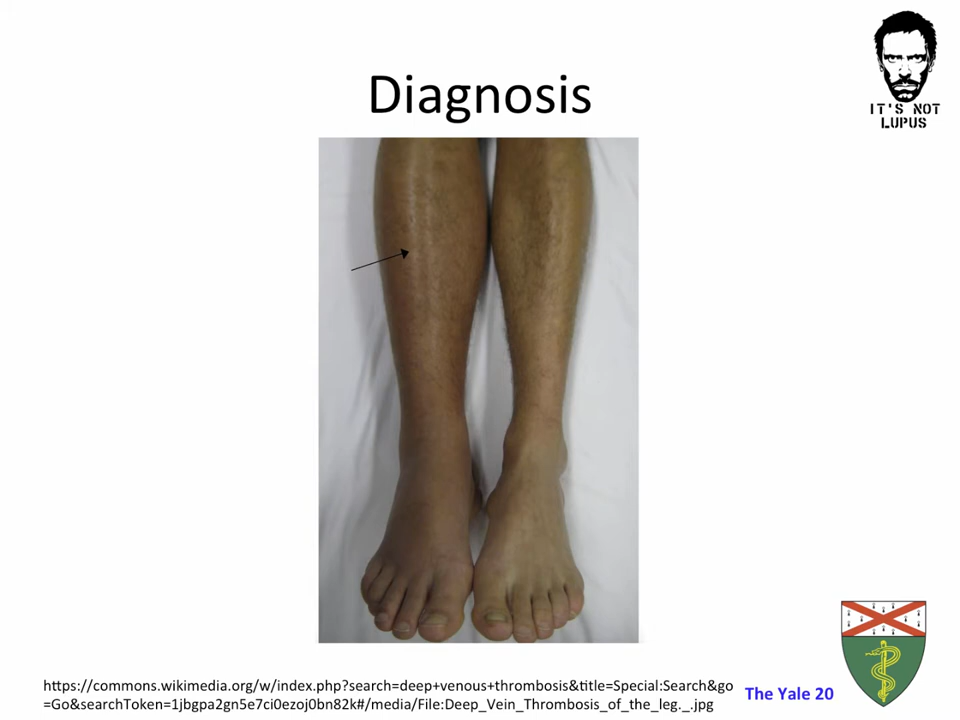 Diagnosis
IT'S NOT
LUPUS
https://commons.wikimedia.org/w/index.php?search=deep+venous+thrombosis&title=Special:Search&go
=Go&searchToken=1jbgpa2gn5e7ci0ezoj0bn82k#/media/File:Deep_Vein_Thrombosis_of_the_leg._.jpg
The Yale 20